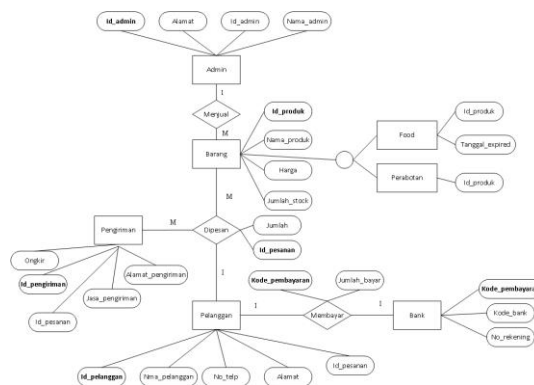 Id_admin
Alamat
Id_admin
Nama_admin
Admin
1
Menjual
M
Barang
Id_produk
Nama_produk
Harga
Jumlah_stock
Food
Id_produk
Tanggal_expired
Perabotan
Id_produk
M
Pengiriman
M
Dipesan
Jumlah
Id_pesanan
Ongkir
Id_pengiriman
Id_pesanan
Jasa_pengiriman
Alamat_pengiriman
1
Kode_pembayaran
Jumlah_bayar
Pelanggan
1
Membayar
1
Bank
Kode_pembayara
Kode_bank
No_rekening
Id_pelanggan
Nma_pelanggan
No_telp
Alamat
Id_pesanan